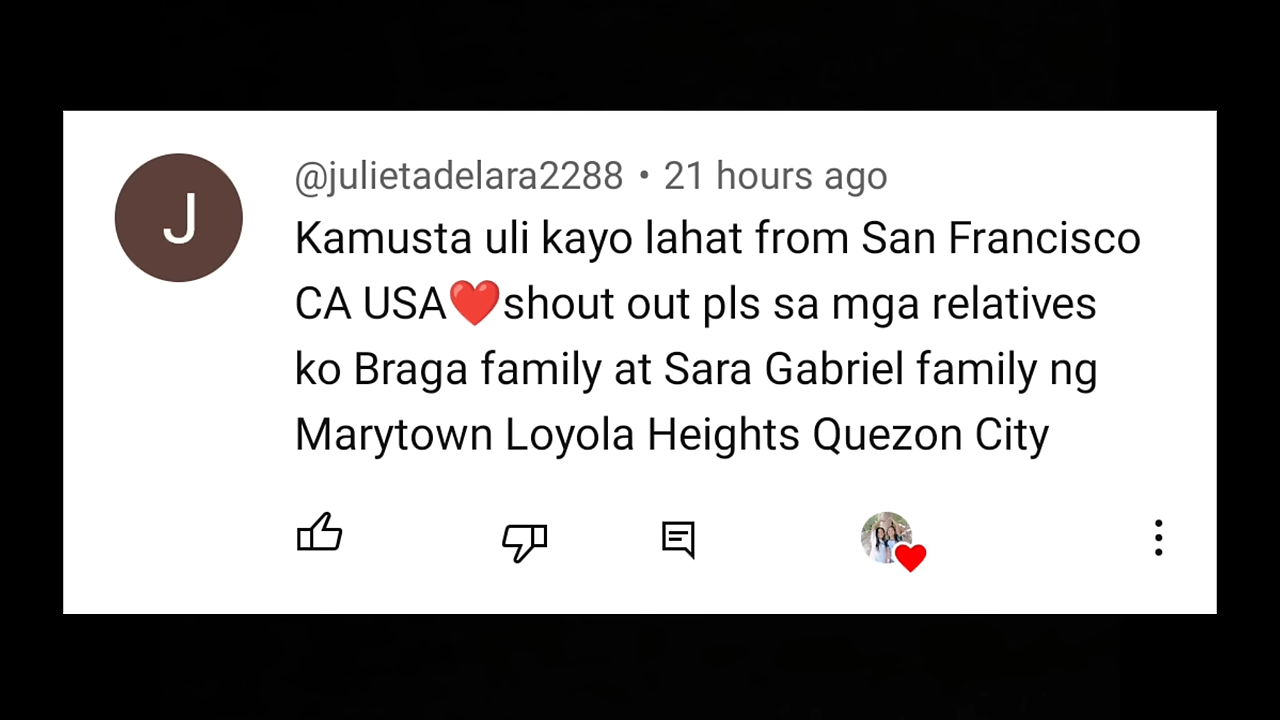 J
@julietadelara2288 • 21 hours ago
Kamusta uli kayo lahat from San Francisco
CA USA❤️shout out pls sa mga relatives
ko Braga family at Sara Gabriel family ng
Marytown Loyola Heights Quezon City